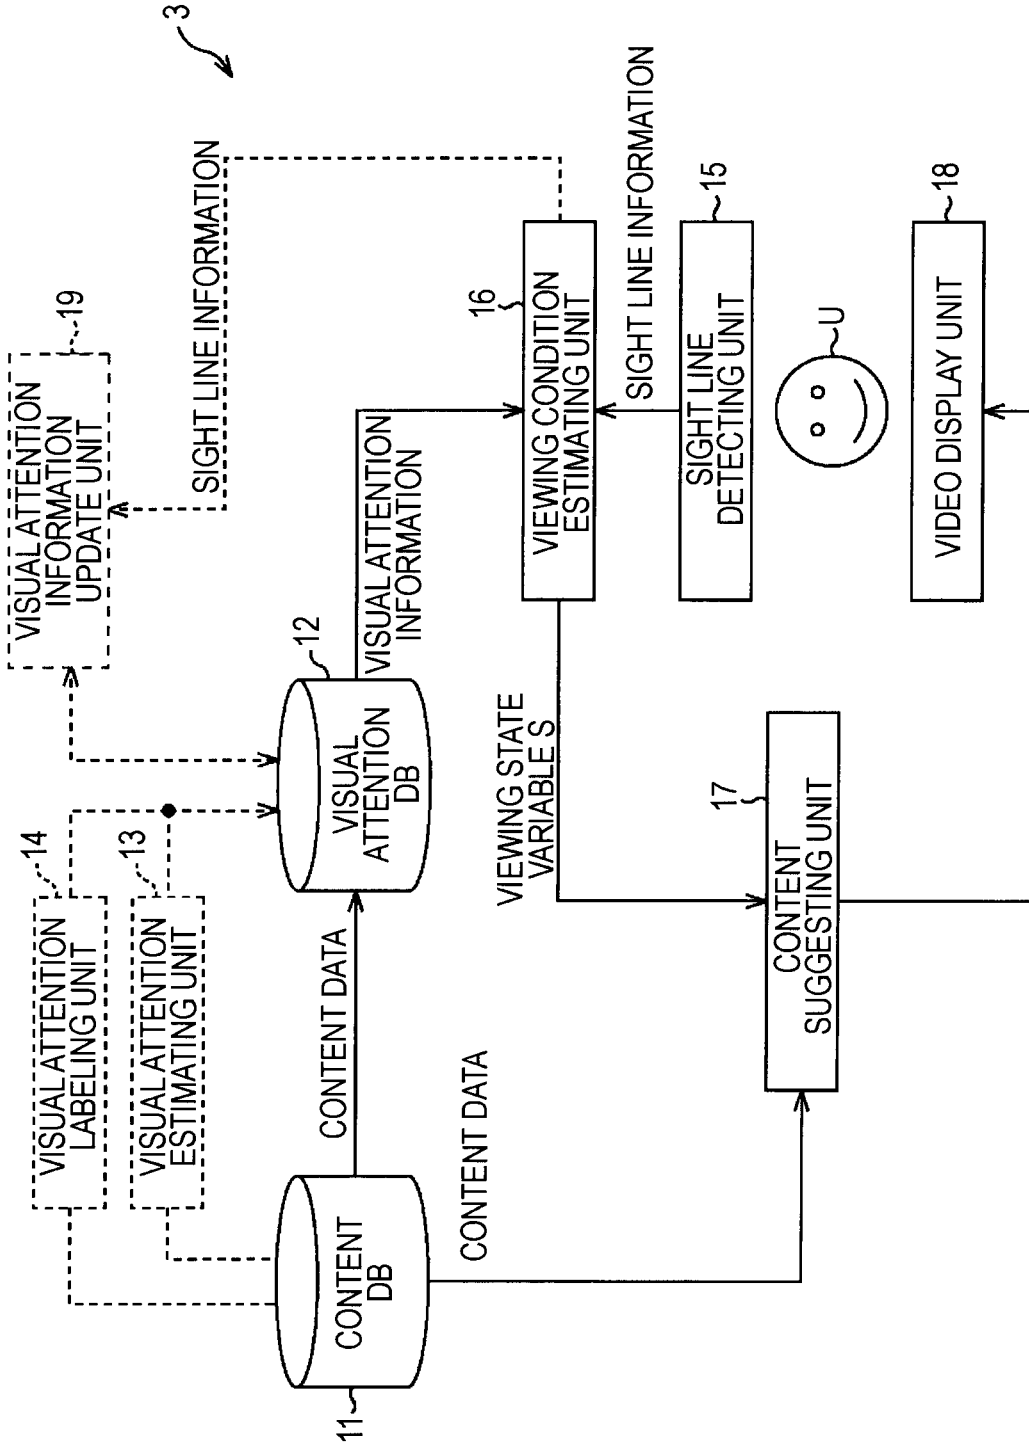 3
VISUAL ATTENTION
LABELING UNIT
14
VISUAL ATTENTION
ESTIMATING UNIT
13
VISUAL ATTENTION
INFORMATION
UPDATE UNIT
19
SIGHT LINE INFORMATION
CONTENT
DB
11
CONTENT DATA
VISUAL
ATTENTION
DB
12
VISUAL ATTENTION
INFORMATION
CONTENT DATA
VIEWING STATE
VARIABLE S
VIEWING CONDITION
ESTIMATING UNIT
16
SIGHT LINE INFORMATION
SIGHT LINE
DETECTING UNIT
15
CONTENT
SUGGESTING UNIT
17
U
VIDEO DISPLAY UNIT
18